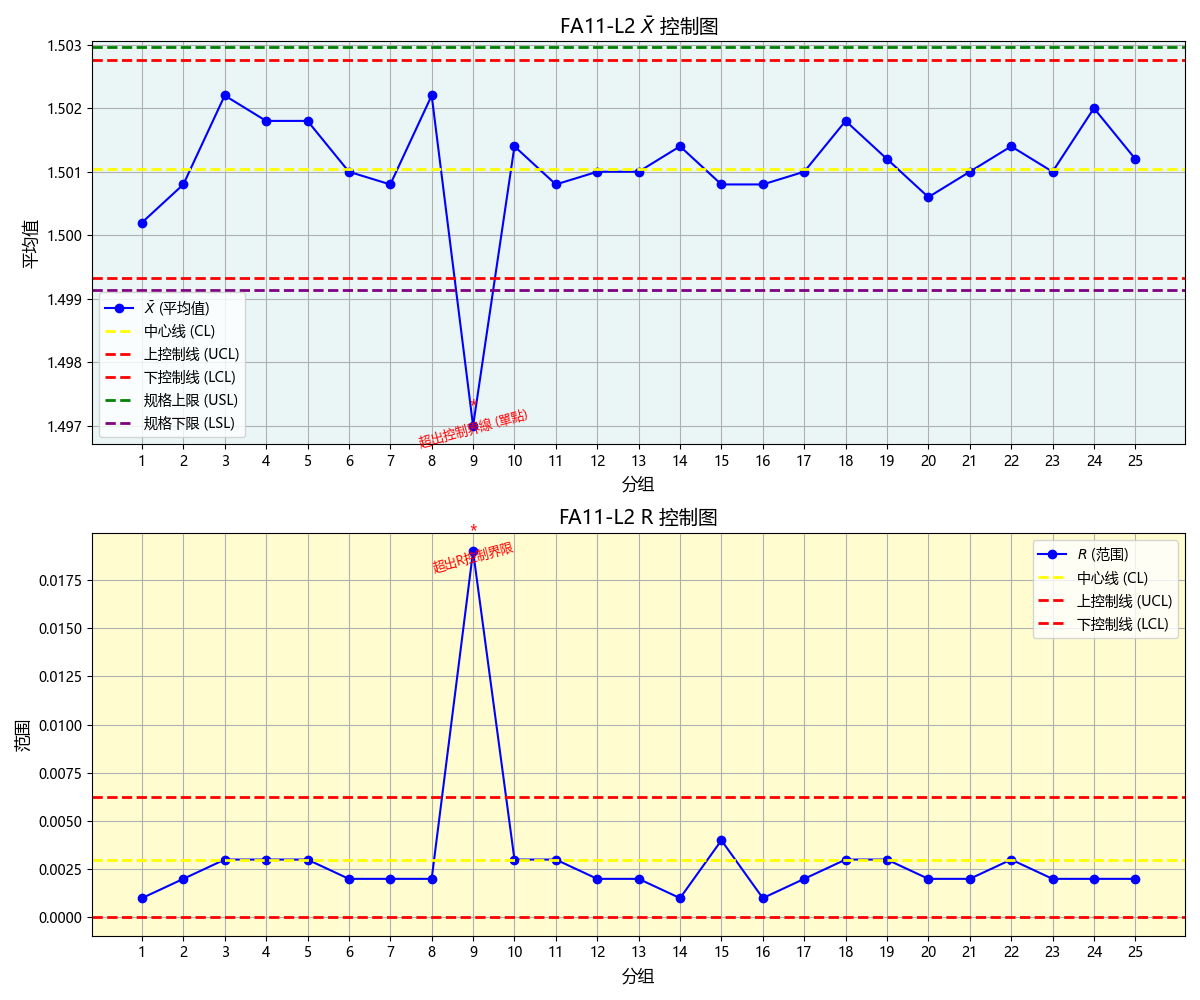 FA11-L2 X̄ 控制图
1.503
1.502
1.501
1.500
1.499
1.498
1.497
平均值
X̄ (平均值)
中心线 (CL)
上控制线 (UCL)
下控制线 (LCL)
规格上限 (USL)
规格下限 (LSL)
*
超出控制界線 (單點)
1 2 3 4 5 6 7 8 9 10 11 12 13 14 15 16 17 18 19 20 21 22 23 24 25
分组
FA11-L2 R 控制图
*
超出R控制界限
R (范围)
中心线 (CL)
上控制线 (UCL)
下控制线 (LCL)
0.0175
0.0150
0.0125
0.0100
0.0075
0.0050
0.0025
0.0000
范围
1 2 3 4 5 6 7 8 9 10 11 12 13 14 15 16 17 18 19 20 21 22 23 24 25
分组